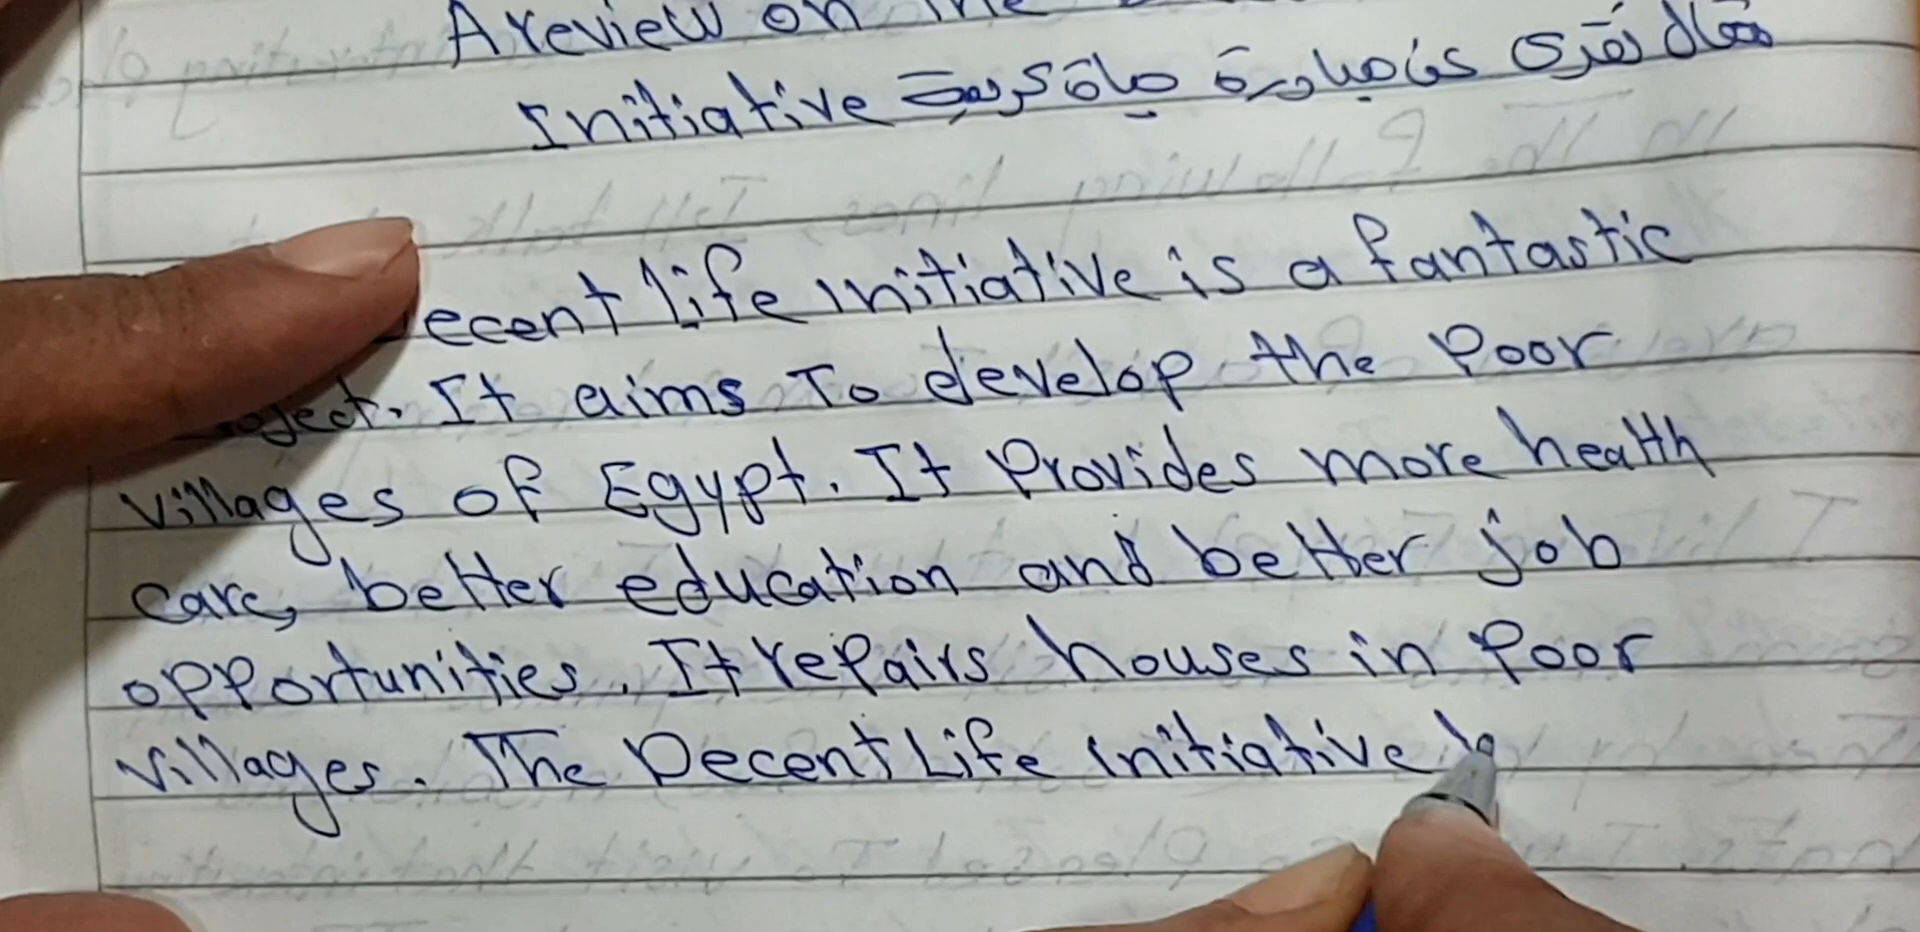 A review on the
Initiative مقال نقدى عن مبادرة حياة كريمة
ecent life initiative is a fantastic
ject. It aims To develop the Poor
villages of Egypt. It Provides more health
care, better education and better job
opportunities. It repairs houses in Poor
villages. The Decent Life initiative